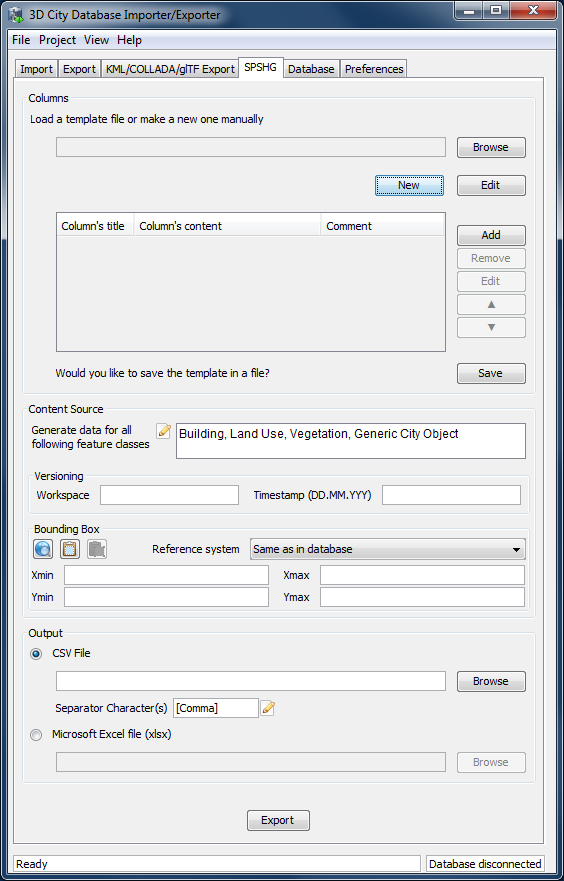 3D City Database Importer/Exporter
File Project View Help
Import Export KML/COLLADA/glTF Export SPSHG Database Preferences
Columns
Load a template file or make a new one manually
Browse
New Edit
Column's title Column's content Comment
Add
Remove
Edit
▲
▼
Would you like to save the template in a file? Save
Content Source
Generate data for all
following feature classes
Building, Land Use, Vegetation, Generic City Object
Versioning
Workspace Timestamp (DD.MM.YYY)
Bounding Box
Reference system Same as in database
Xmin Xmax
Ymin Ymax
Output
CSV File
Browse
Separator Character(s) [Comma]
Microsoft Excel file (xlsx)
Browse
Export
Ready Database disconnected